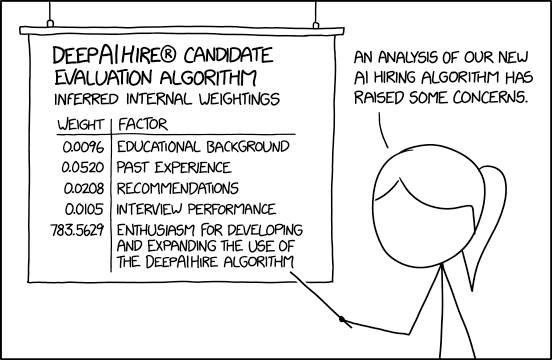 DEEPAIHIRE® CANDIDATE
EVALUATION ALGORITHM
INFERRED INTERNAL WEIGHTINGS
WEIGHT FACTOR
0.0096 EDUCATIONAL BACKGROUND
0.0520 PAST EXPERIENCE
0.0208 RECOMMENDATIONS
0.0105 INTERVIEW PERFORMANCE
783.5629 ENTHUSIASM FOR DEVELOPING
AND EXPANDING THE USE OF
THE DEEPAIHIRE ALGORITHM
AN ANALYSIS OF OUR NEW
AI HIRING ALGORITHM HAS
RAISED SOME CONCERNS.